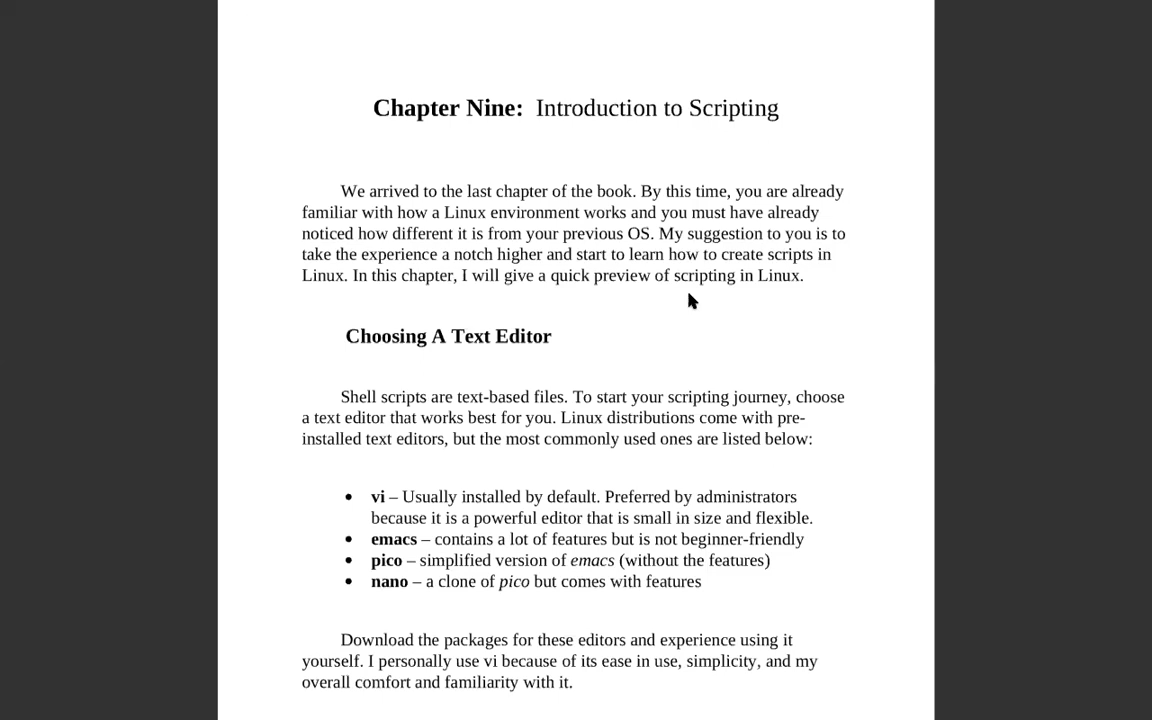 Chapter Nine: Introduction to Scripting
We arrived to the last chapter of the book. By this time, you are already
familiar with how a Linux environment works and you must have already
noticed how different it is from your previous OS. My suggestion to you is to
take the experience a notch higher and start to learn how to create scripts in
Linux. In this chapter, I will give a quick preview of scripting in Linux.
Choosing A Text Editor
Shell scripts are text-based files. To start your scripting journey, choose
a text editor that works best for you. Linux distributions come with pre-
installed text editors, but the most commonly used ones are listed below:
• vi – Usually installed by default. Preferred by administrators
because it is a powerful editor that is small in size and flexible.
• emacs – contains a lot of features but is not beginner-friendly
• pico – simplified version of emacs (without the features)
• nano – a clone of pico but comes with features
Download the packages for these editors and experience using it
yourself. I personally use vi because of its ease in use, simplicity, and my
overall comfort and familiarity with it.